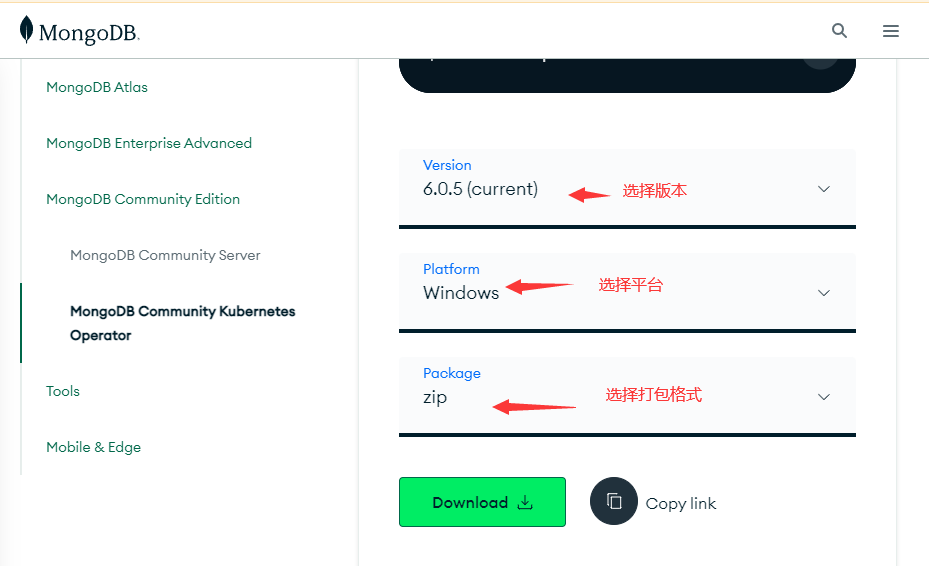 MongoDB.
MongoDB Atlas
MongoDB Enterprise Advanced
MongoDB Community Edition
MongoDB Community Server
MongoDB Community Kubernetes
Operator
Tools
Mobile & Edge
Version
6.0.5 (current)
选择版本
Platform
Windows
选择平台
Package
zip
选择打包格式
Download
Copy link